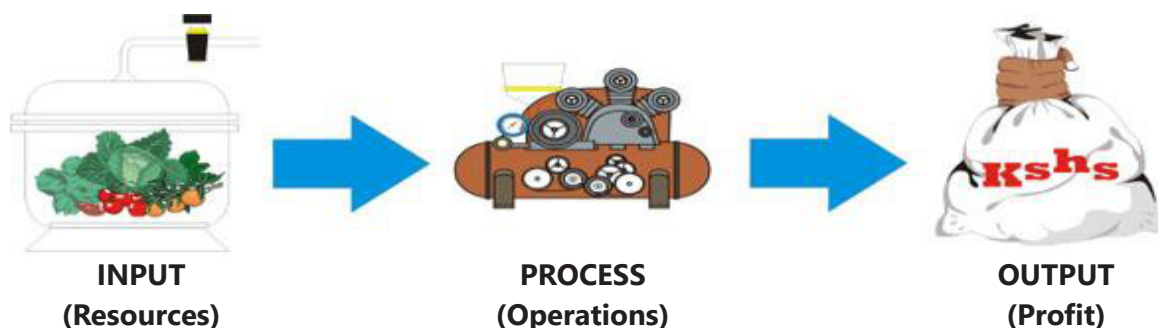 Kshs
INPUT
(Resources)
PROCESS
(Operations)
OUTPUT
(Profit)